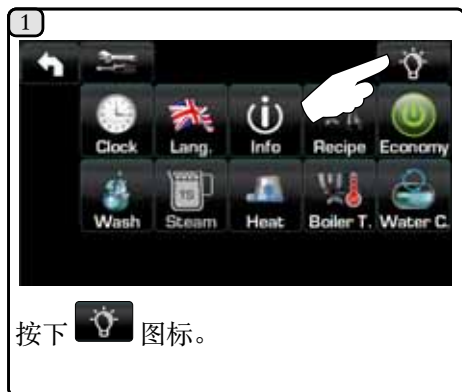 1
Clock Lang. Info Recipe Economy
Wash Steam Heat Boiler T. Water C.
按下 图标。